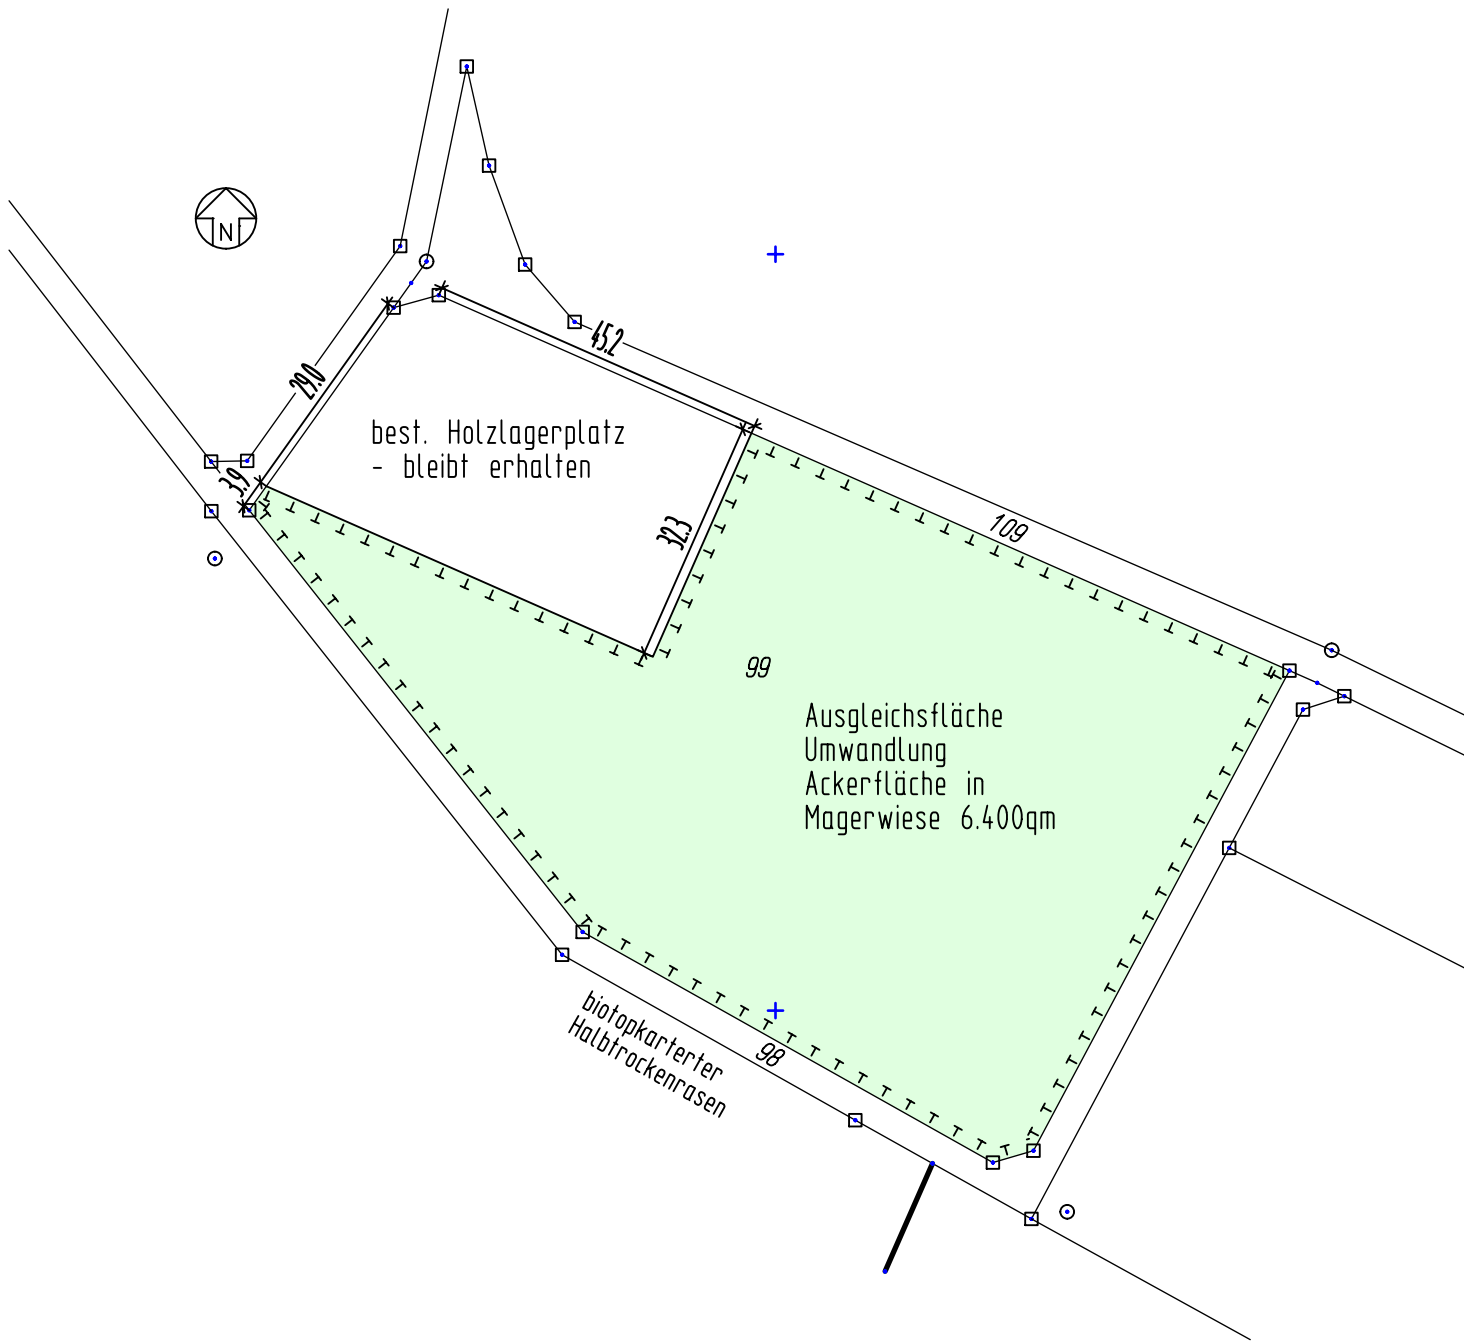 N
45.2
29.0
best. Holzlagerplatz
- bleibt erhalten
3.9
32.3
109
99
Ausgleichsfläche
Umwandlung
Ackerfläche in
Magerwiese 6.400qm
biotopkarterter
Halbtrockenrasen
98